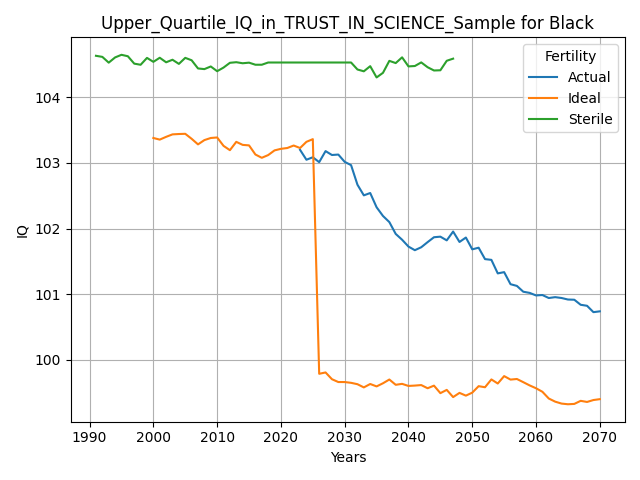 Upper_Quartile_IQ_in_TRUST_IN_SCIENCE_Sample for Black
Fertility
Actual
Ideal
Sterile
104
103
102
101
100
IQ
1990
2000
2010
2020
2030
2040
2050
2060
2070
Years